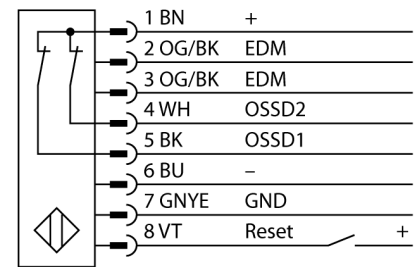 1 BN +
2 OG/BK EDM
3 OG/BK EDM
4 WH OSSD2
5 BK OSSD1
6 BU –
7 GNYE GND
8 VT Reset +